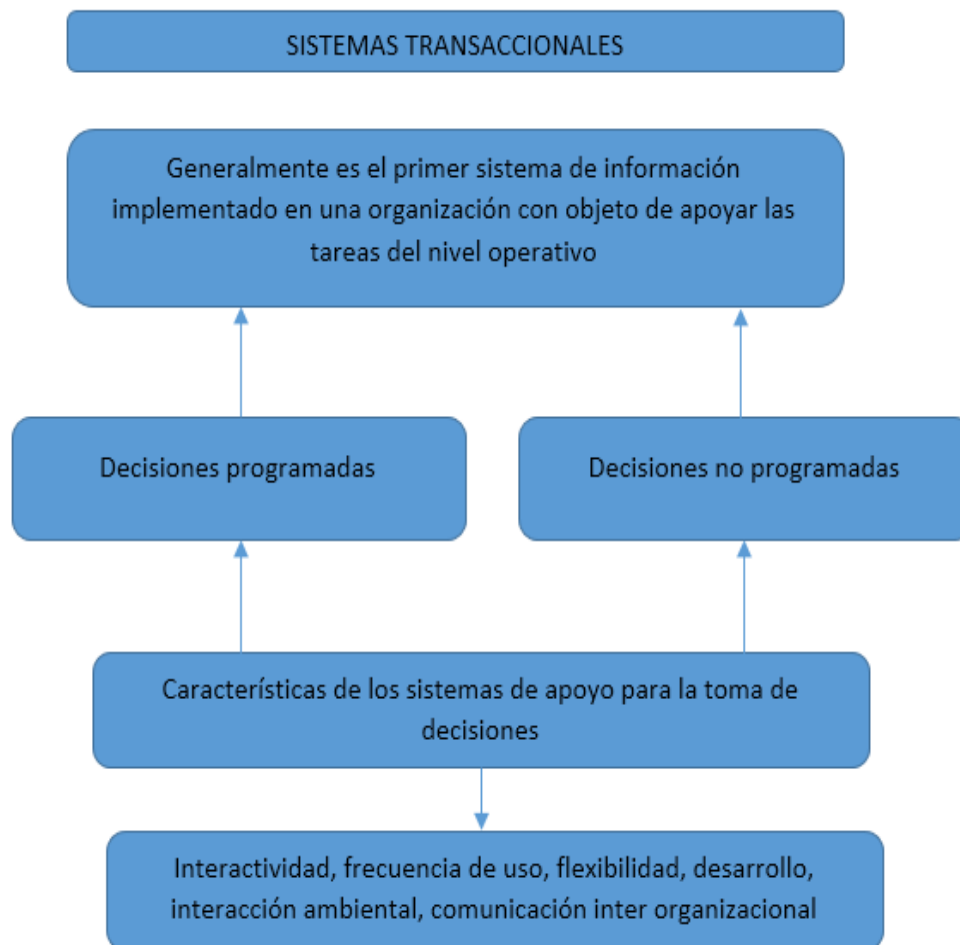 SISTEMAS TRANSACCIONALES
Generalmente es el primer sistema de información
implementado en una organización con objeto de apoyar las
tareas del nivel operativo
Decisiones programadas
Decisiones no programadas
Características de los sistemas de apoyo para la toma de
decisiones
Interactividad, frecuencia de uso, flexibilidad, desarrollo,
interacción ambiental, comunicación inter organizacional